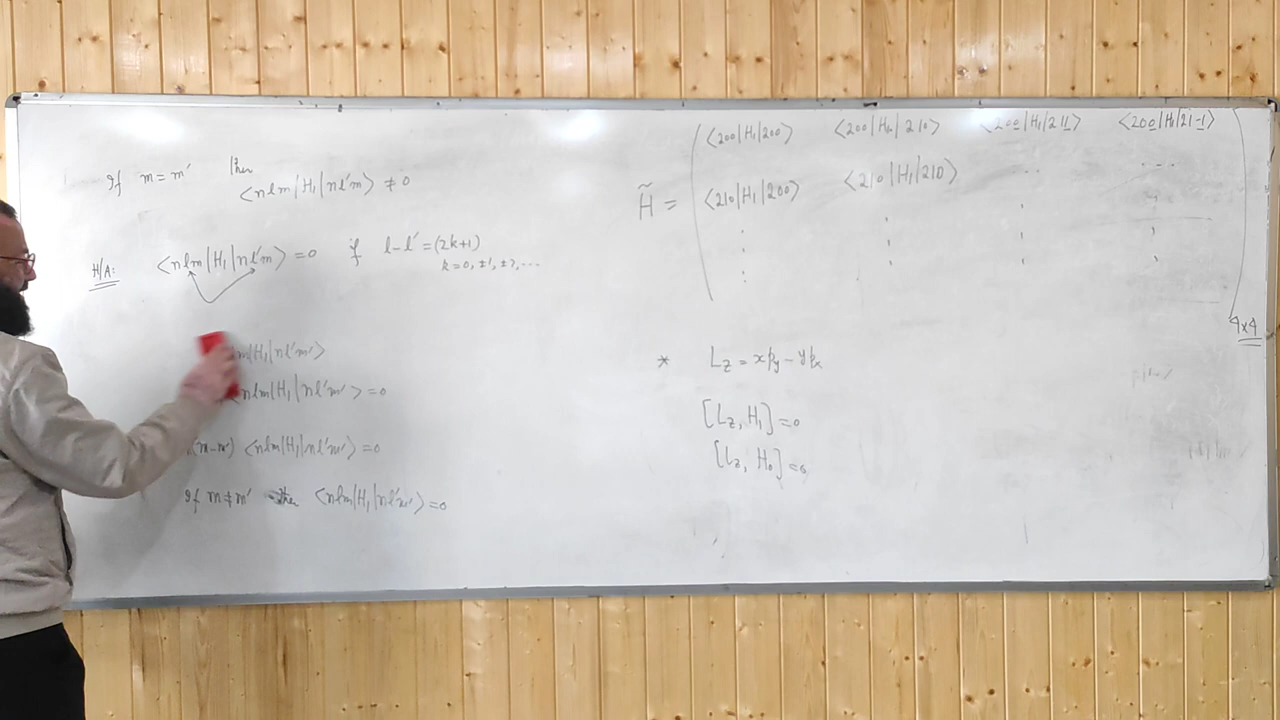 If m = m′ then
⟨nlm|H₁|nl′m⟩ ≠ 0
H/A: ⟨nlm|H₁|nl′m⟩ = 0 if l-l′ = (2k+1)
k = 0, ±1, ±2, ...
m|H₁|nl′m′⟩
⟨nlm|H₁|nl′m′⟩ = 0
(m-m′) ⟨nlm|H₁|nl′m′⟩ = 0
If m ≠ m′ then ⟨nlm|H₁|nl′m′⟩ = 0
⟨200|H₁|200⟩ ⟨200|H₁|210⟩ ⟨200|H₁|211⟩ ⟨200|H₁|21-1⟩
H̃ = ⟨210|H₁|200⟩ ⟨210|H₁|210⟩ ... ...
4x4
* L_z = xp_y - yp_x
[L_z, H₁] = 0
[L_z, H₀] = 0